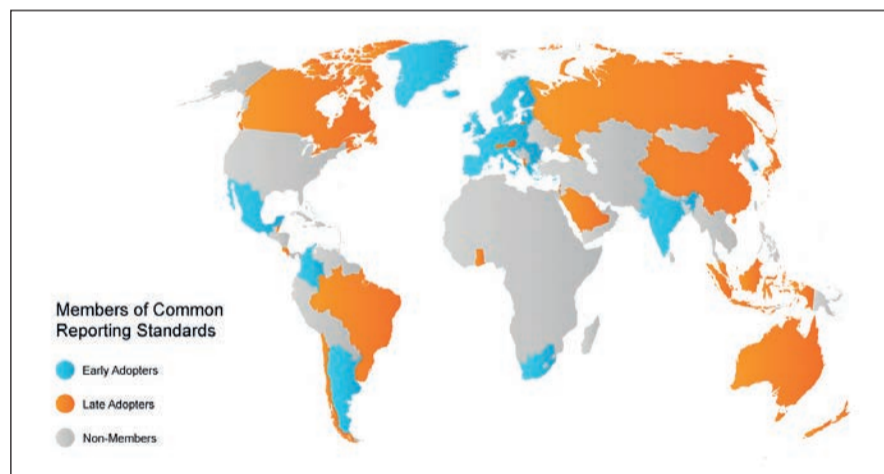 Members of Common
Reporting Standards
Early Adopters
Late Adopters
Non-Members